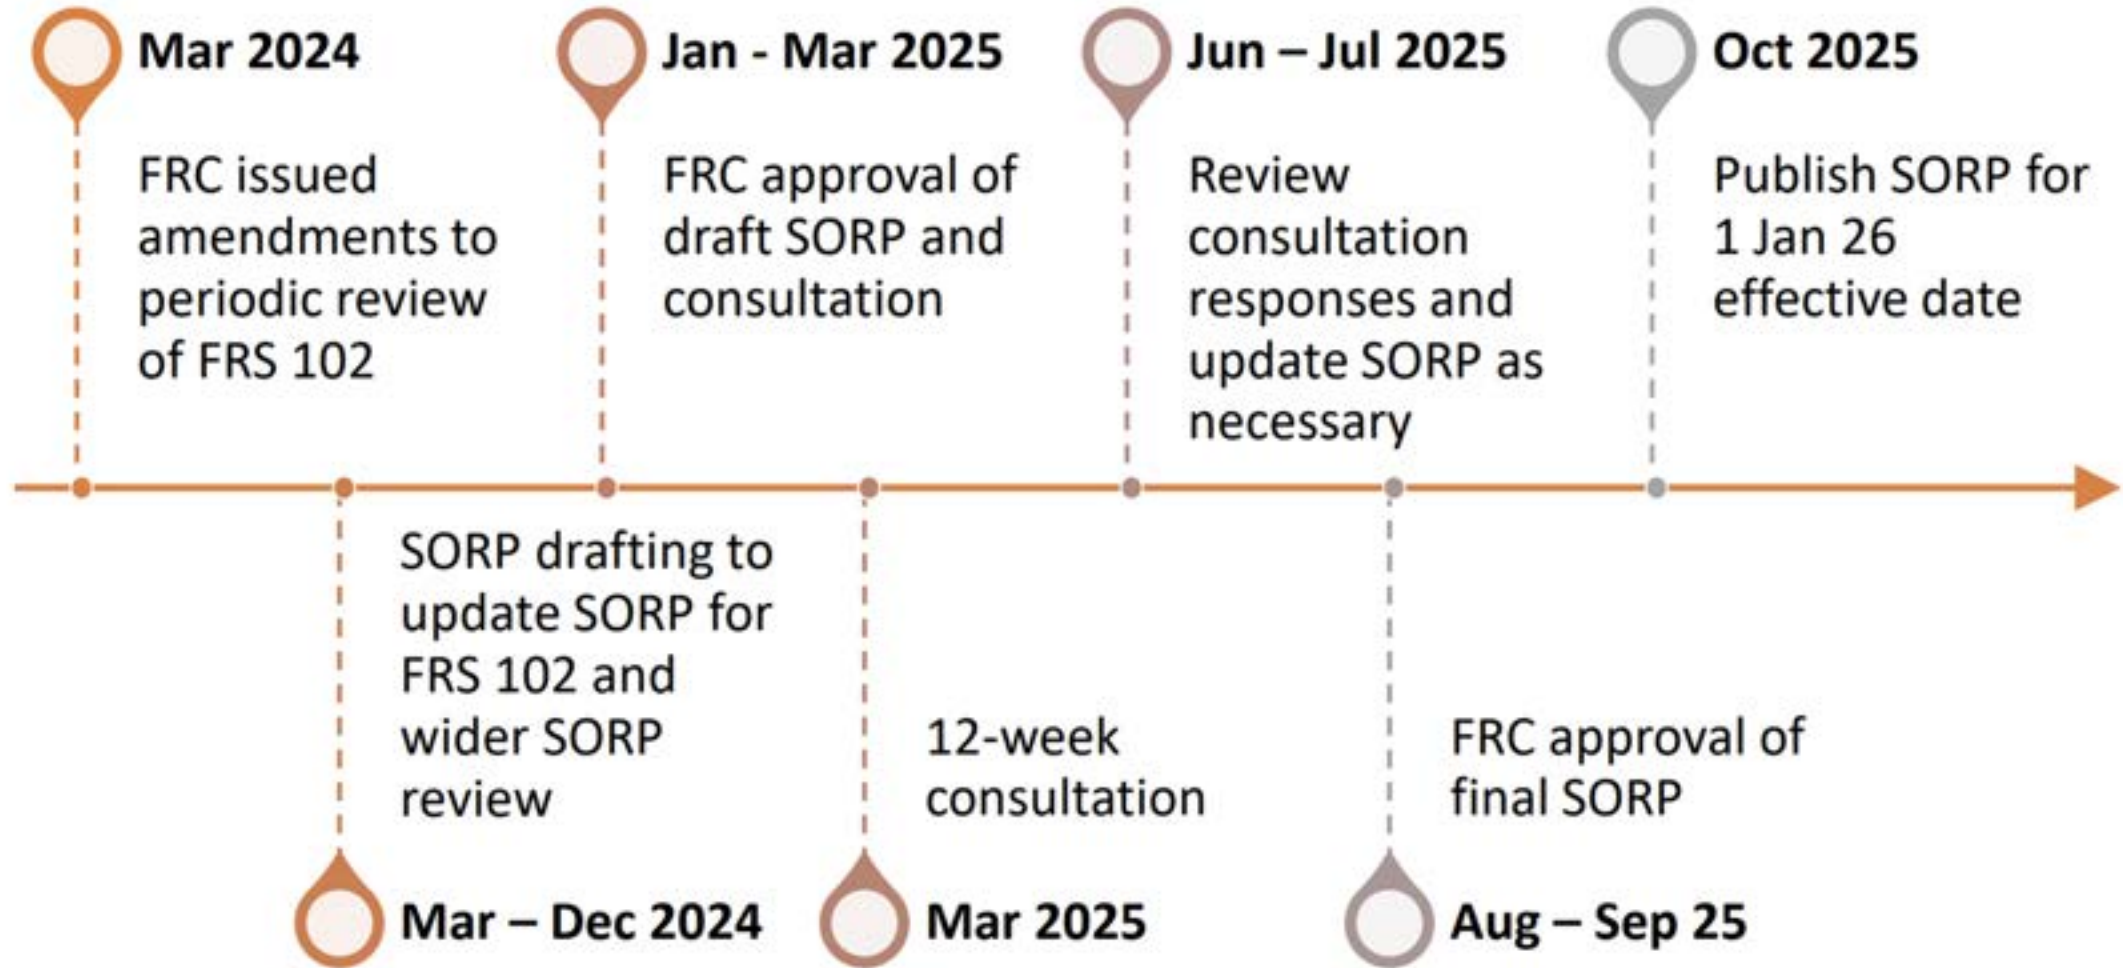 Mar 2024
FRC issued
amendments to
periodic review
of FRS 102
Mar – Dec 2024
SORP drafting to
update SORP for
FRS 102 and
wider SORP
review
Jan - Mar 2025
FRC approval of
draft SORP and
consultation
Mar 2025
12-week
consultation
Jun – Jul 2025
Review
consultation
responses and
update SORP as
necessary
Aug – Sep 25
FRC approval of
final SORP
Oct 2025
Publish SORP for
1 Jan 26
effective date